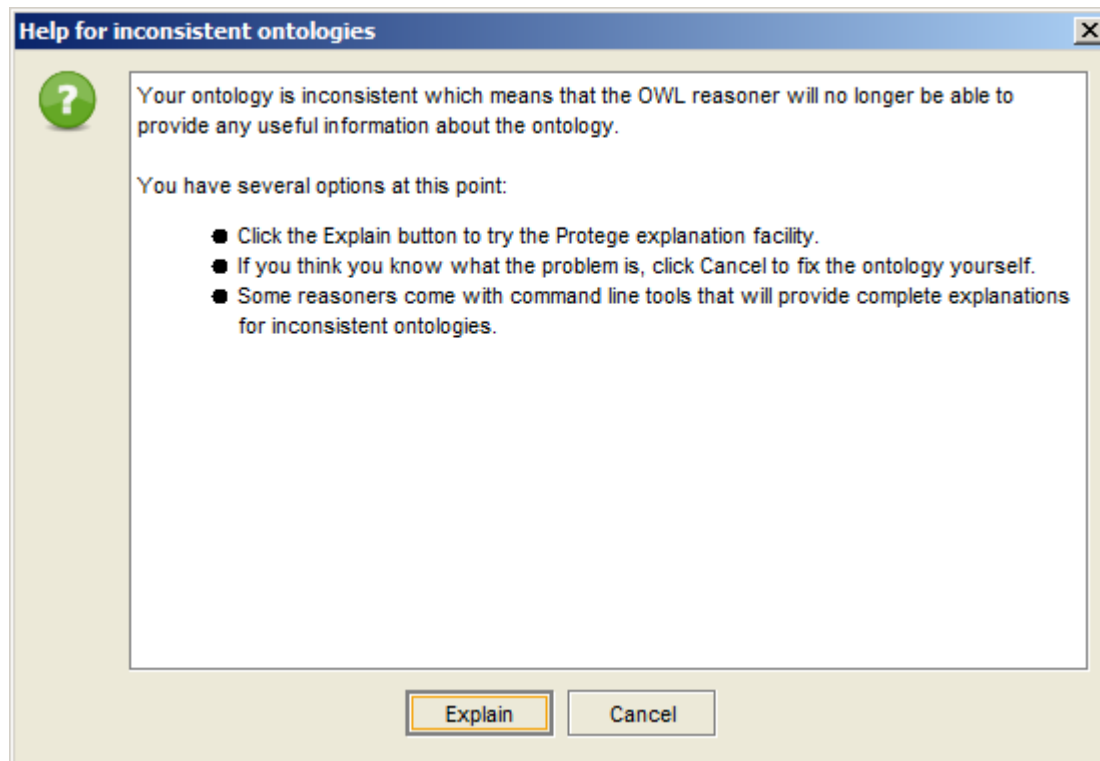 Help for inconsistent ontologies
Your ontology is inconsistent which means that the OWL reasoner will no longer be able to
provide any useful information about the ontology.
You have several options at this point:
Click the Explain button to try the Protege explanation facility.
If you think you know what the problem is, click Cancel to fix the ontology yourself.
Some reasoners come with command line tools that will provide complete explanations
for inconsistent ontologies.
Explain
Cancel